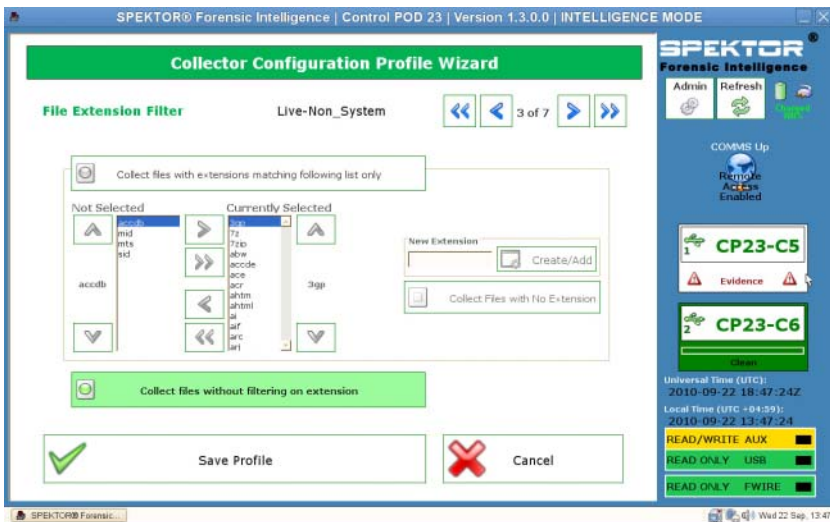 SPEKTOR® Forensic Intelligence | Control POD 23 | Version 1.3.0.0 | INTELLIGENCE MODE
Collector Configuration Profile Wizard
File Extension Filter
Live-Non_System
3 of 7
Collect files with extensions matching following list only
Not Selected
Currently Selected
accdb
accdb
mid
mts
sid
3gp
7z
7zip
abw
accde
ace
acr
ahtm
ahtml
ai
aif
arc
arj
3gp
New Extension
Create/Add
Collect Files with No Extension
Collect files without filtering on extension
Save Profile
Cancel
SPEKTOR®
Forensic Intelligence
Admin
Refresh
Charged
100%
COMMS Up
Remote
Access
Enabled
1
CP23-C5
Evidence
2
CP23-C6
Clean
Universal Time (UTC):
2010-09-22 18:47:24Z
Local Time (UTC +04:59):
2010-09-22 13:47:24
READ/WRITE AUX
READ ONLY USB
READ ONLY FWIRE
SPEKTOR® Forensic...
Wed 22 Sep, 13:47